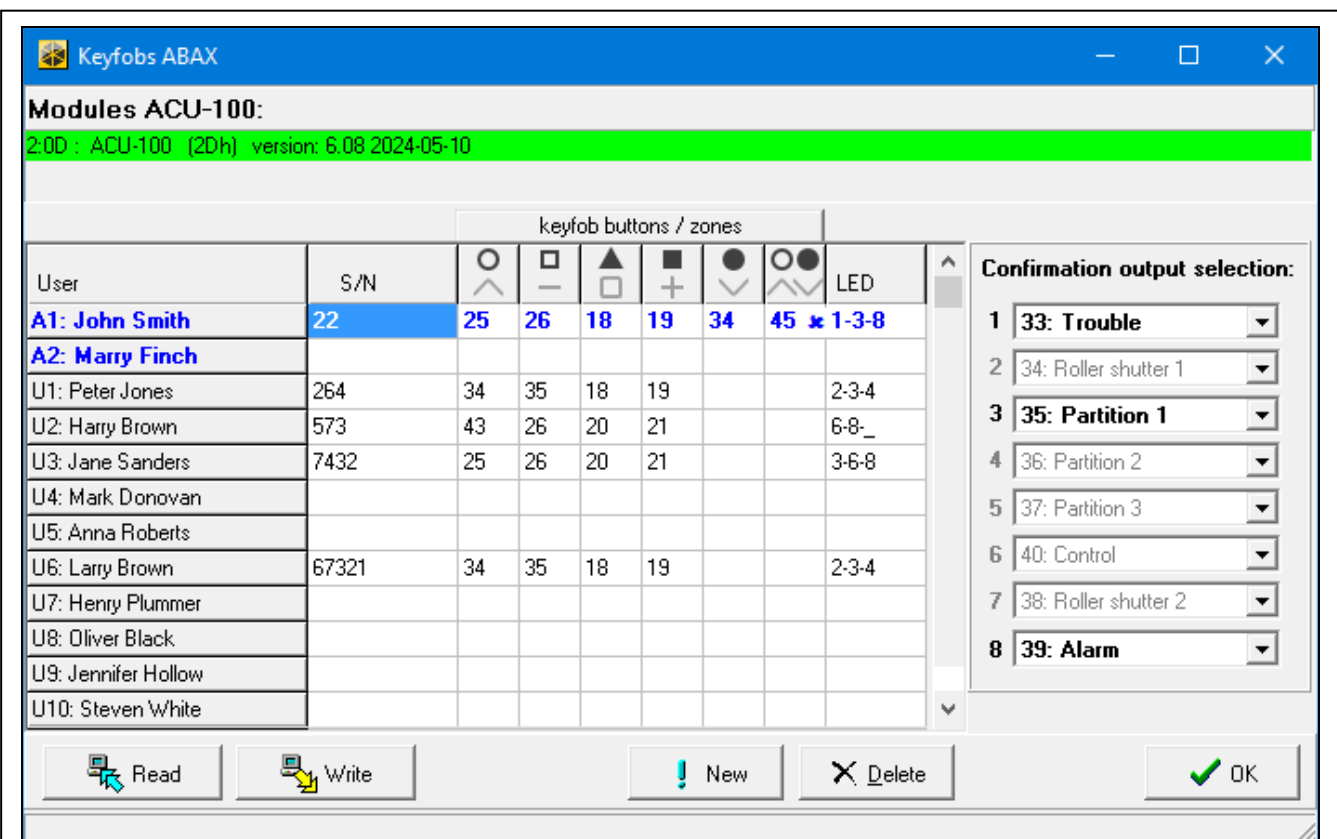 Keyfobs ABAX
Modules ACU-100:
2:0D : ACU-100 (2Dh) version: 6.08 2024-05-10
keyfob buttons / zones
User S/N LED
A1: John Smith 22 25 26 18 19 34 45 × 1-3-8
A2: Marry Finch
U1: Peter Jones 264 34 35 18 19 2-3-4
U2: Harry Brown 573 43 26 20 21 6-8-_
U3: Jane Sanders 7432 25 26 20 21 3-6-8
U4: Mark Donovan
U5: Anna Roberts
U6: Larry Brown 67321 34 35 18 19 2-3-4
U7: Henry Plummer
U8: Oliver Black
U9: Jennifer Hollow
U10: Steven White
Confirmation output selection:
1 33: Trouble
2 34: Roller shutter 1
3 35: Partition 1
4 36: Partition 2
5 37: Partition 3
6 40: Control
7 38: Roller shutter 2
8 39: Alarm
Read Write New Delete OK